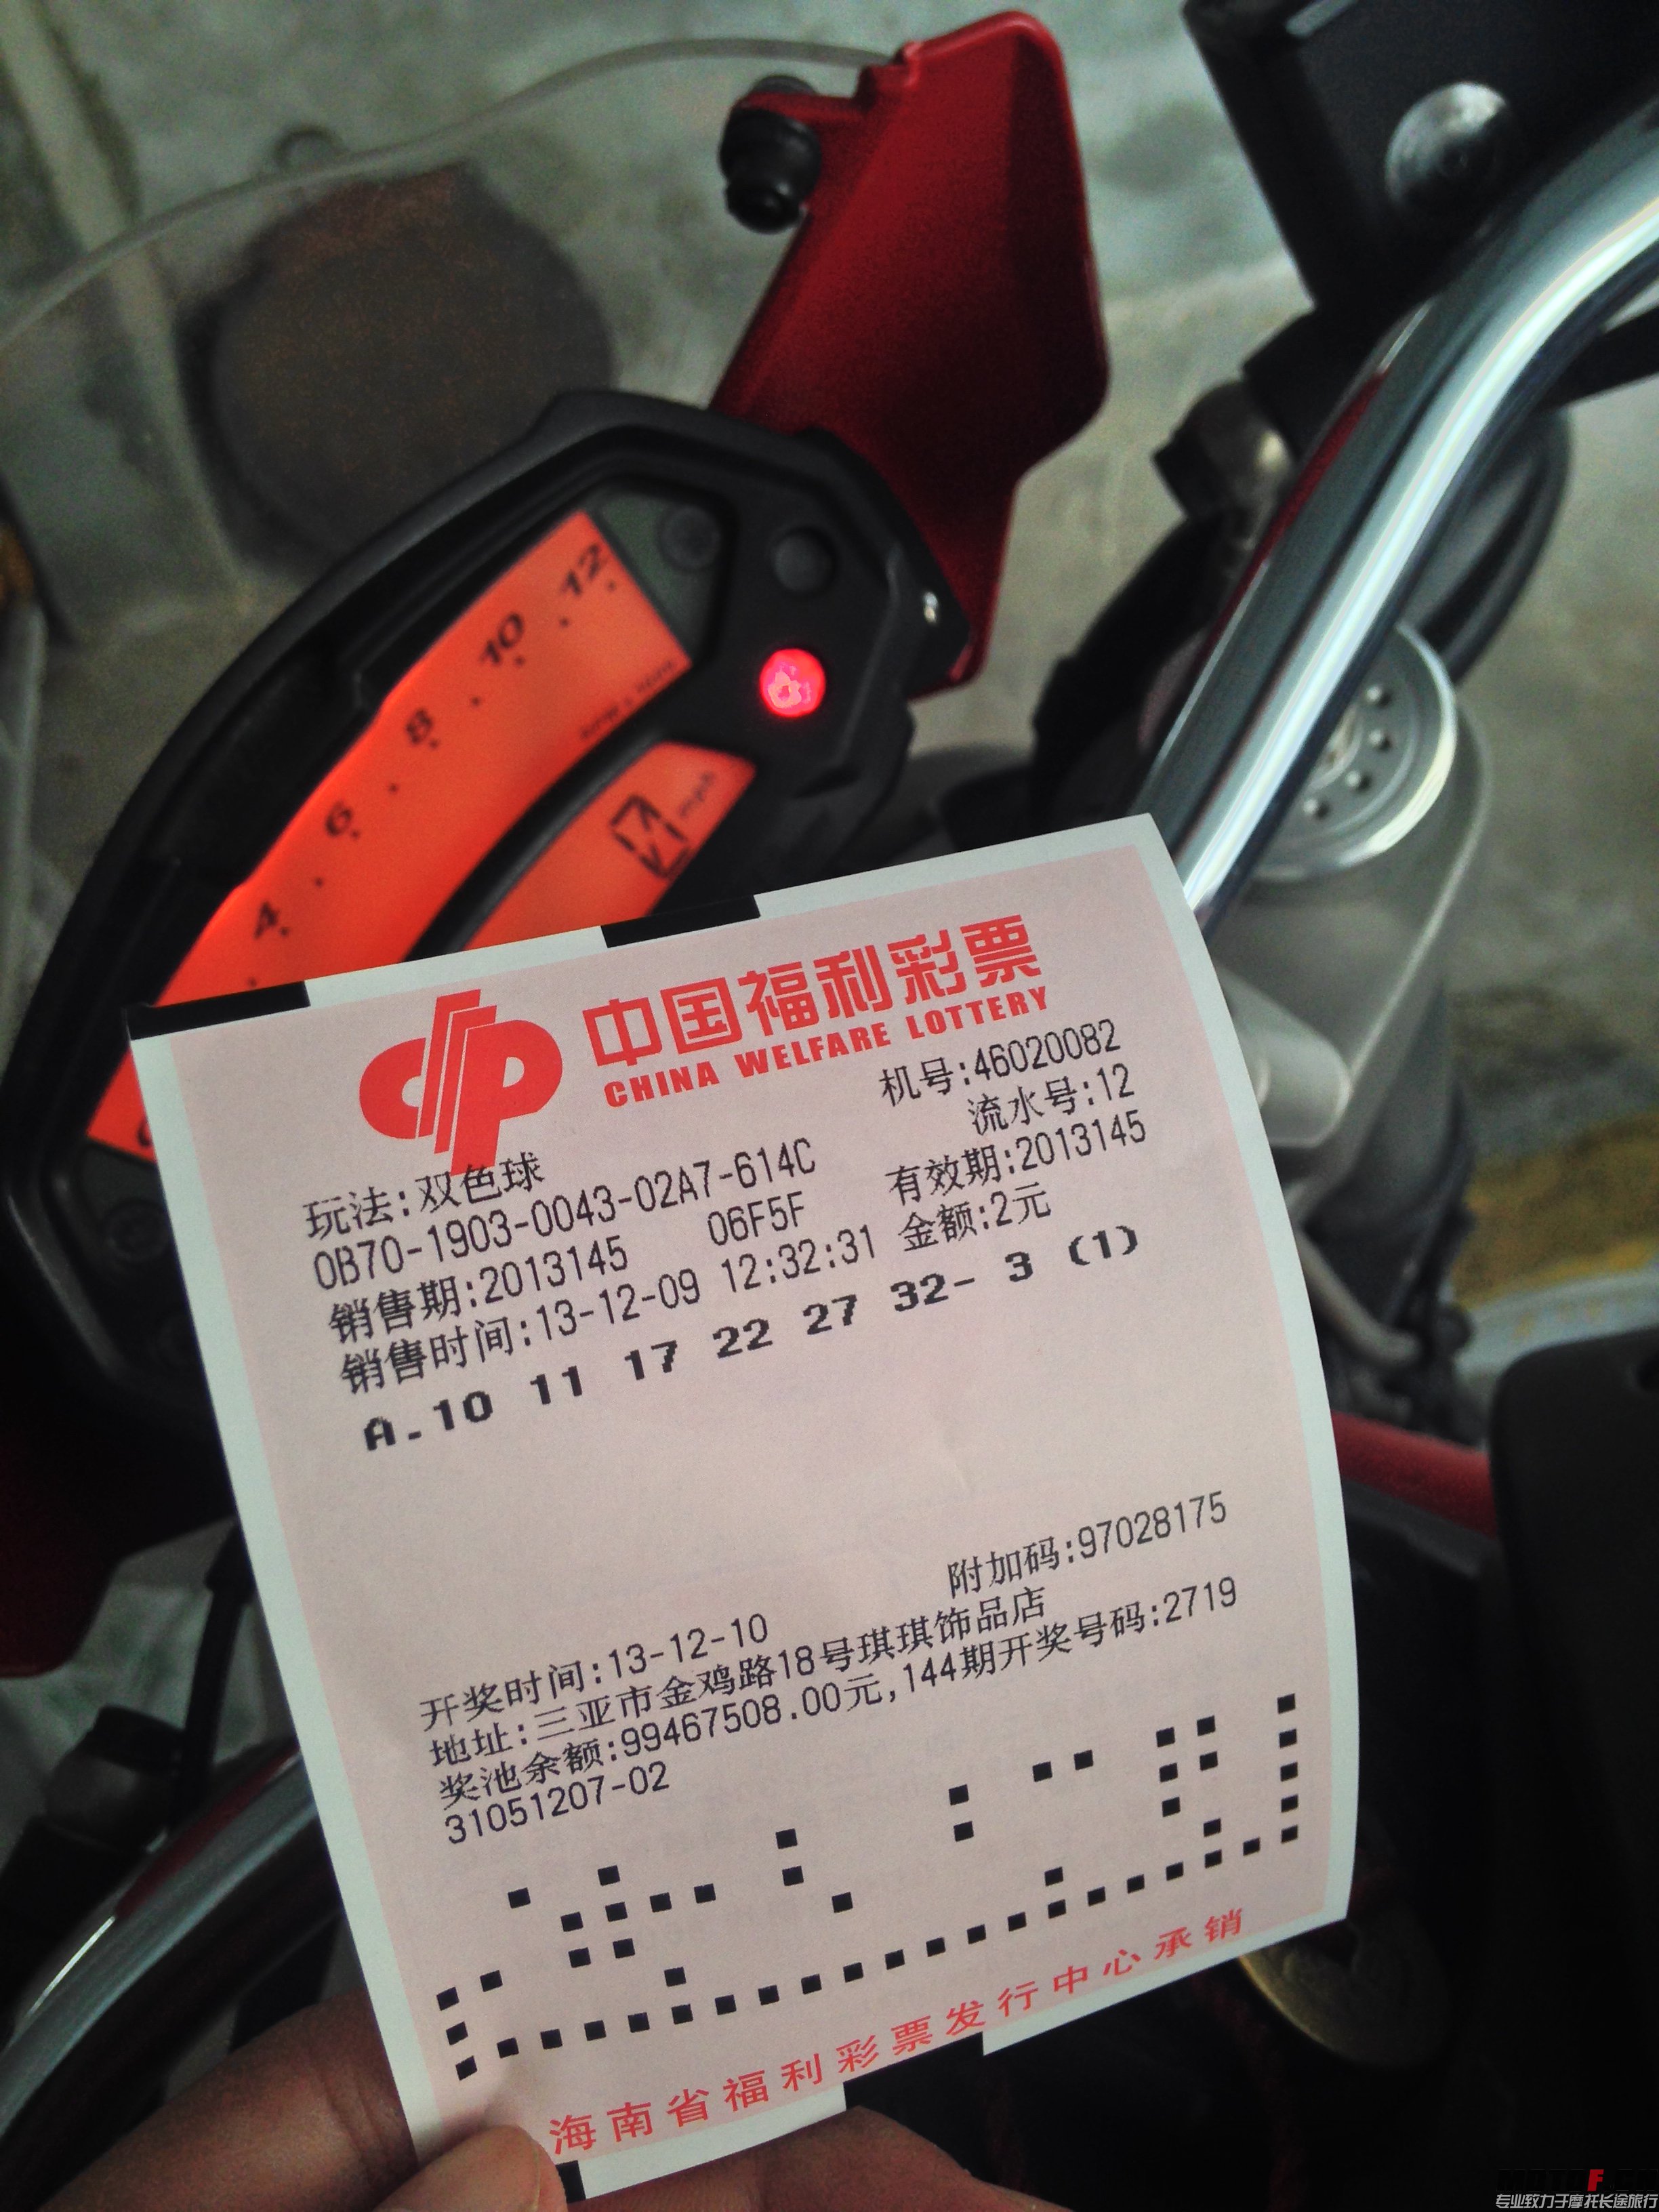 12
10
8
6
4
mph
中国福利彩票
CHINA WELFARE LOTTERY
机号:46020082
流水号:12
玩法:双色球
0B70-1903-0043-02A7-614C
有效期:2013145
销售期:2013145 06F5F
金额:2元
销售时间:13-12-09 12:32:31
A.10 11 17 22 27 32- 3 (1)
附加码:97028175
开奖时间:13-12-10
地址:三亚市金鸡路18号琪琪饰品店
奖池余额:99467508.00元,144期开奖号码:2719
31051207-02
海南省福利彩票发行中心承销
专业致力于摩托长途旅行